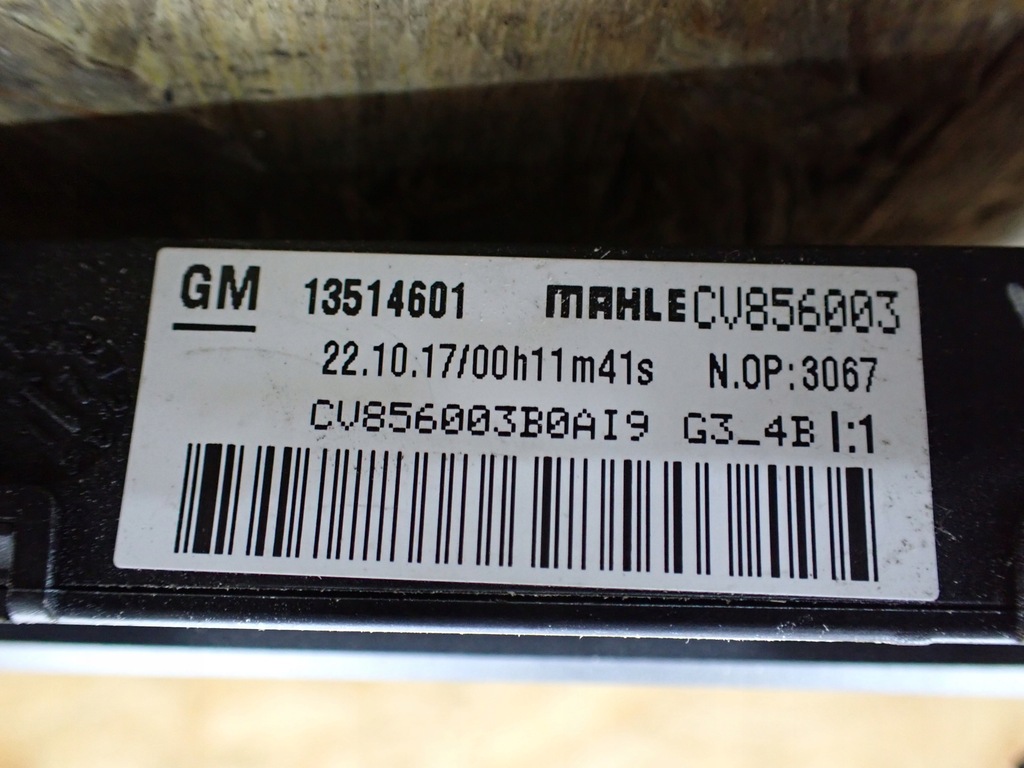 GM 13514601 MAHLE CV856003
22.10.17/00h11m41s N.OP:3067
CV856003B0AI9 G3_4B I:1